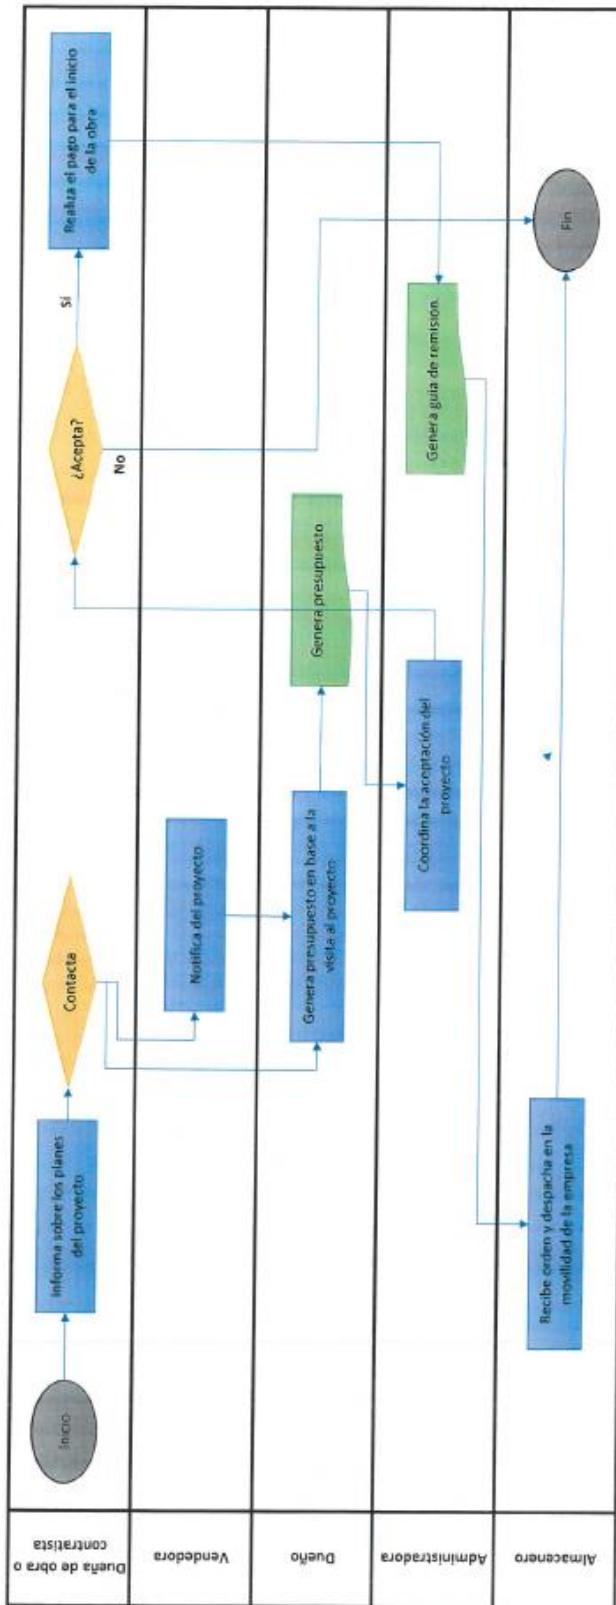 Dueña de obra o
contratista
Inicio
Informa sobre los planes
del proyecto
Contacta
¿Acepta?
Sí
No
Realiza el pago para el inicio
de la obra
Vendedora
Notifica del proyecto
Dueño
Genera presupuesto en base a la
visita al proyecto
Genera presupuesto
Administradora
Coordina la aceptación del
proyecto
Genera guia de remisión.
Almacenero
Recibe orden y despacha en la
movilidad de la empresa
Fin